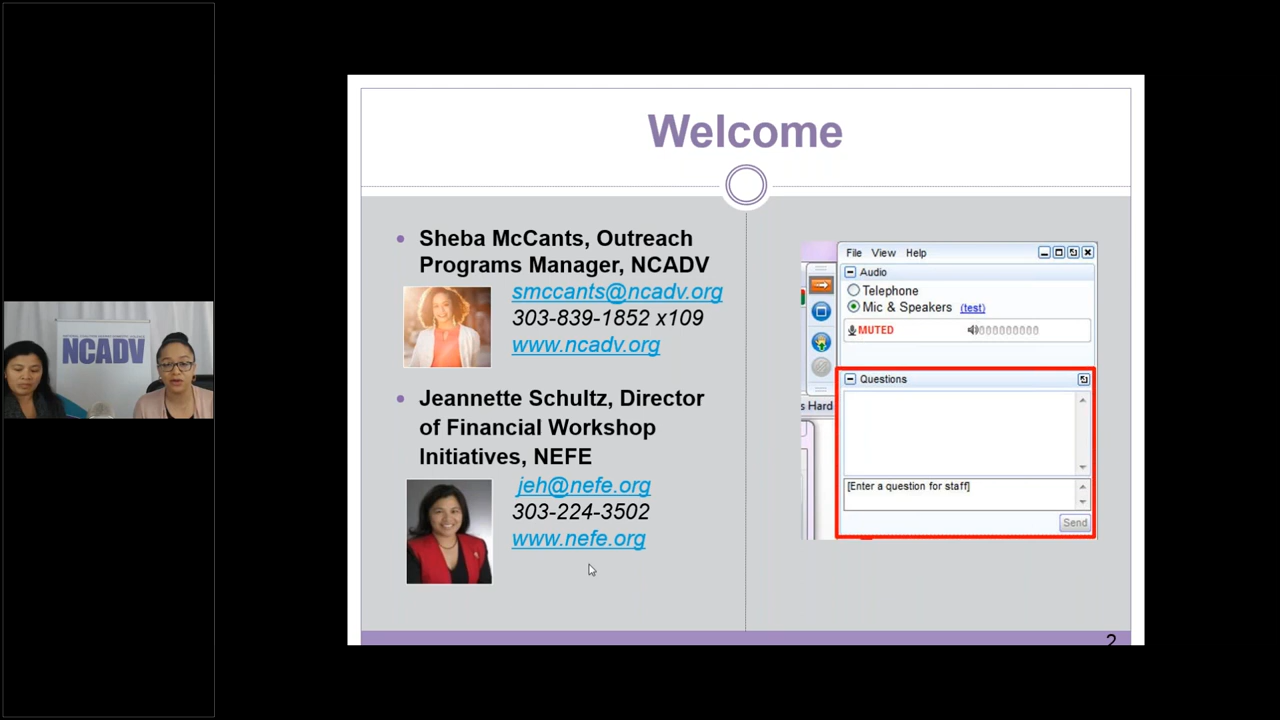 NCADV
Welcome
Sheba McCants, Outreach
Programs Manager, NCADV
smccants@ncadv.org
303-839-1852 x109
www.ncadv.org
Jeannette Schultz, Director
of Financial Workshop
Initiatives, NEFE
jeh@nefe.org
303-224-3502
www.nefe.org
File View Help
Audio
Telephone
Mic & Speakers (test)
MUTED
Questions
s Hard
[Enter a question for staff]
Send
2